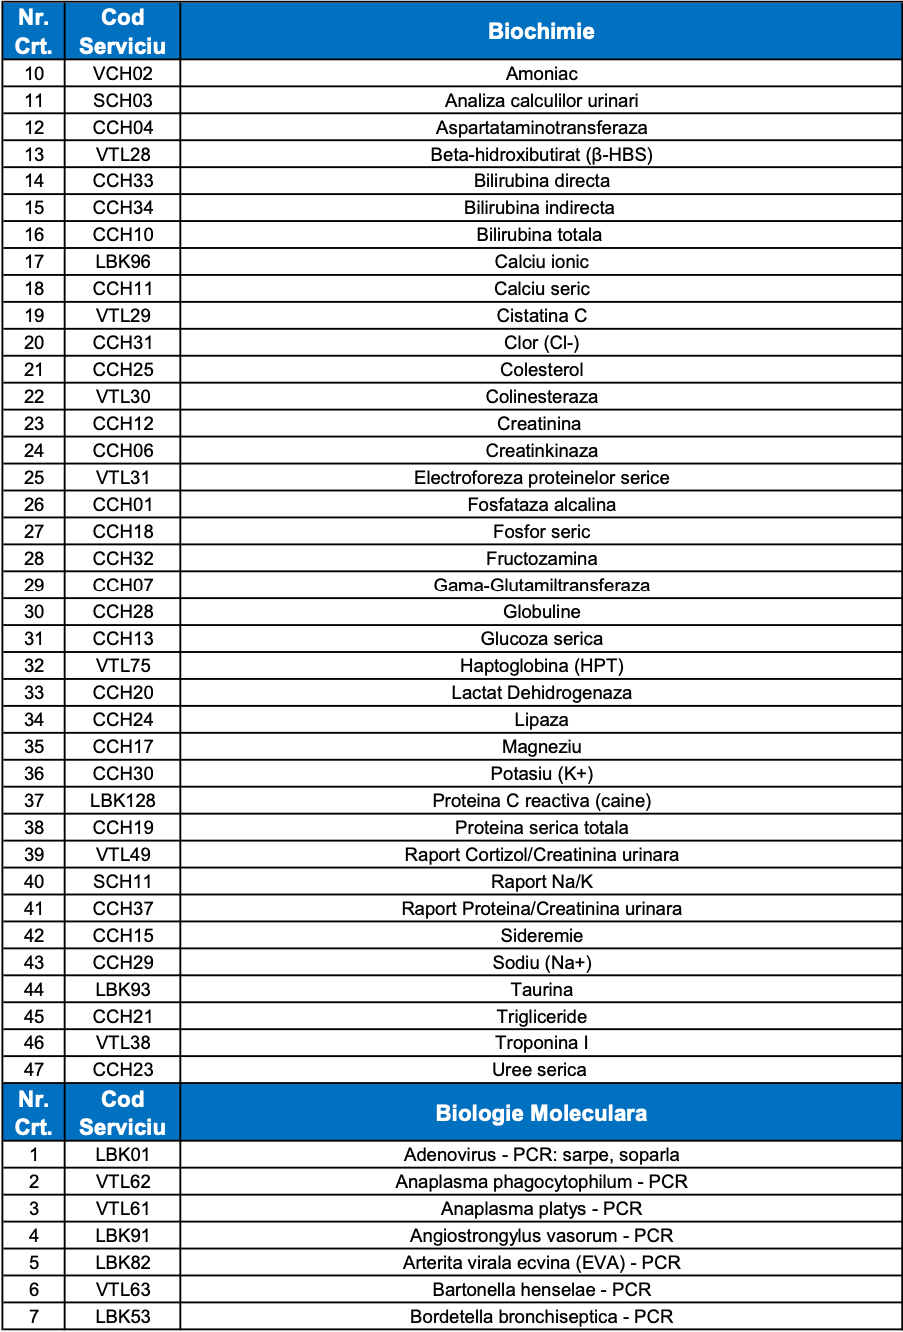 Nr. Crt. Cod Serviciu Biochimie
10 VCH02 Amoniac
11 SCH03 Analiza calculilor urinari
12 CCH04 Aspartataminotransferaza
13 VTL28 Beta-hidroxibutirat (β-HBS)
14 CCH33 Bilirubina directa
15 CCH34 Bilirubina indirecta
16 CCH10 Bilirubina totala
17 LBK96 Calciu ionic
18 CCH11 Calciu seric
19 VTL29 Cistatina C
20 CCH31 Clor (Cl-)
21 CCH25 Colesterol
22 VTL30 Colinesteraza
23 CCH12 Creatinina
24 CCH06 Creatinkinaza
25 VTL31 Electroforeza proteinelor serice
26 CCH01 Fosfataza alcalina
27 CCH18 Fosfor seric
28 CCH32 Fructozamina
29 CCH07 Gama-Glutamiltransferaza
30 CCH28 Globuline
31 CCH13 Glucoza serica
32 VTL75 Haptoglobina (HPT)
33 CCH20 Lactat Dehidrogenaza
34 CCH24 Lipaza
35 CCH17 Magneziu
36 CCH30 Potasiu (K+)
37 LBK128 Proteina C reactiva (caine)
38 CCH19 Proteina serica totala
39 VTL49 Raport Cortizol/Creatinina urinara
40 SCH11 Raport Na/K
41 CCH37 Raport Proteina/Creatinina urinara
42 CCH15 Sideremie
43 CCH29 Sodiu (Na+)
44 LBK93 Taurina
45 CCH21 Trigliceride
46 VTL38 Troponina I
47 CCH23 Uree serica
Nr. Crt. Cod Serviciu Biologie Moleculara
1 LBK01 Adenovirus - PCR: sarpe, soparla
2 VTL62 Anaplasma phagocytophilum - PCR
3 VTL61 Anaplasma platys - PCR
4 LBK91 Angiostrongylus vasorum - PCR
5 LBK82 Arterita virala ecvina (EVA) - PCR
6 VTL63 Bartonella henselae - PCR
7 LBK53 Bordetella bronchiseptica - PCR